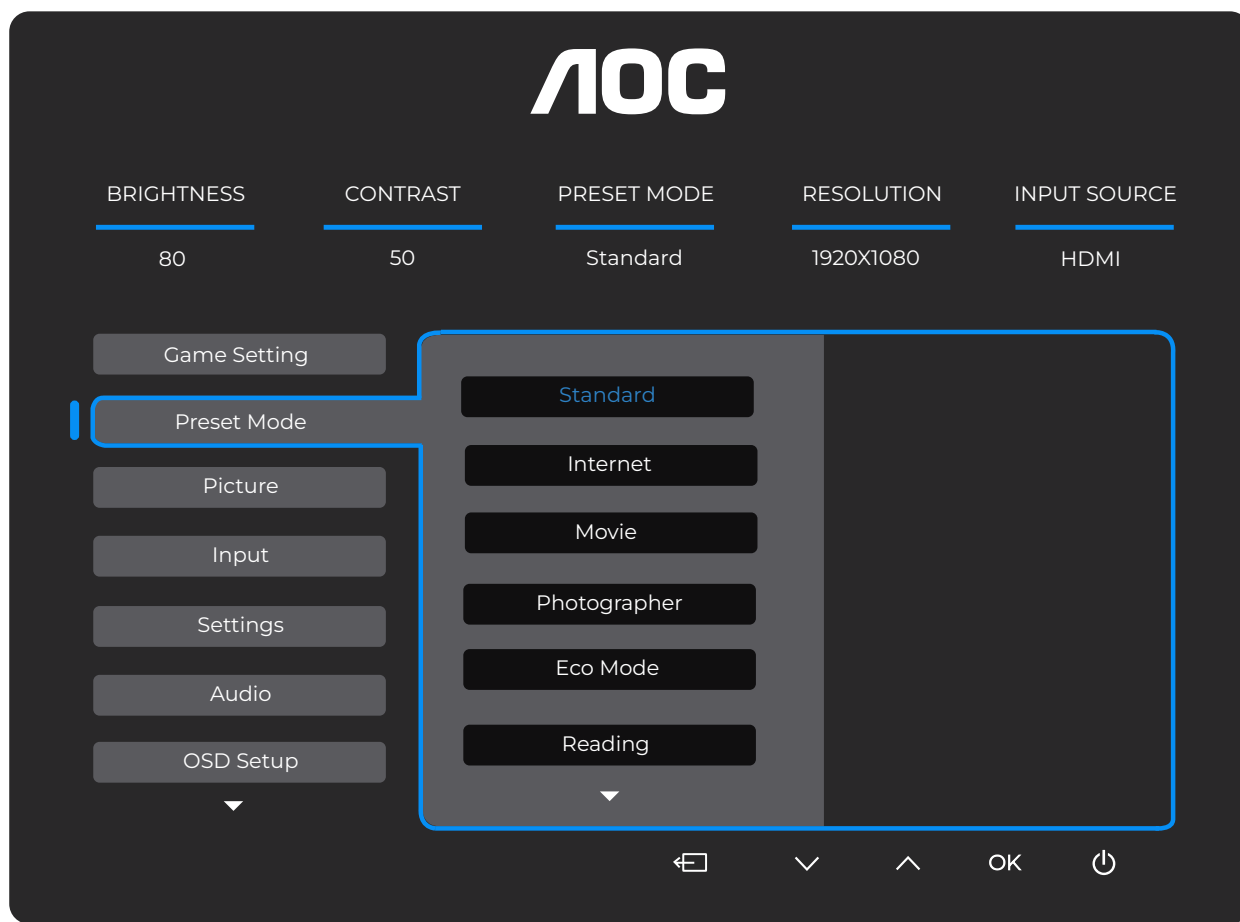 AOC
BRIGHTNESS CONTRAST PRESET MODE RESOLUTION INPUT SOURCE
80 50 Standard 1920X1080 HDMI
Game Setting
Preset Mode
Picture
Input
Settings
Audio
OSD Setup
Standard
Internet
Movie
Photographer
Eco Mode
Reading
OK